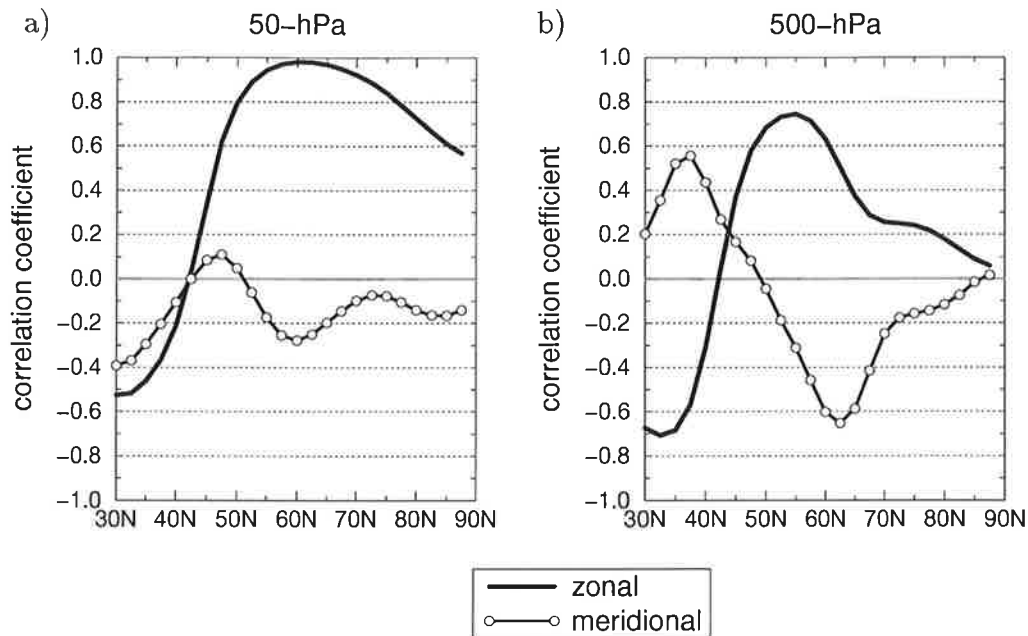 a)
50-hPa
correlation coefficient
1.0
0.8
0.6
0.4
0.2
0.0
-0.2
-0.4
-0.6
-0.8
-1.0
30N 40N 50N 60N 70N 80N 90N
b)
500-hPa
correlation coefficient
1.0
0.8
0.6
0.4
0.2
0.0
-0.2
-0.4
-0.6
-0.8
-1.0
30N 40N 50N 60N 70N 80N 90N
zonal
meridional